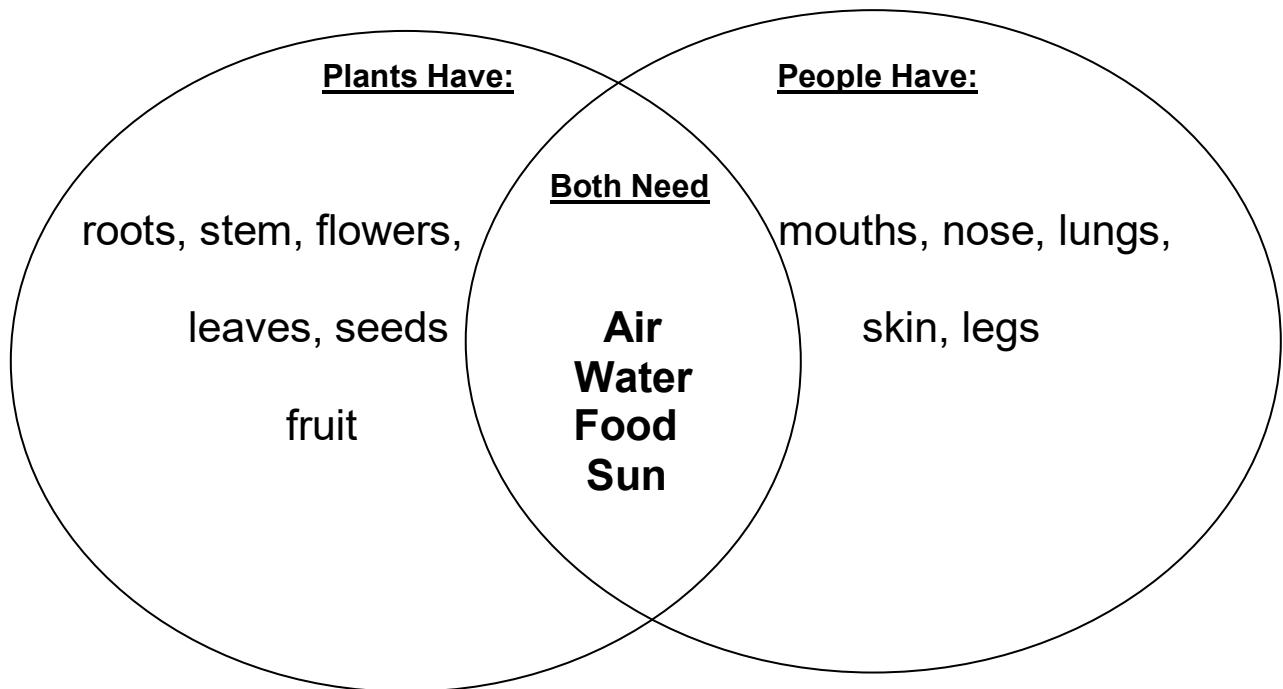 Plants Have:
roots, stem, flowers,
leaves, seeds
fruit
Both Need
Air
Water
Food
Sun
People Have:
mouths, nose, lungs,
skin, legs